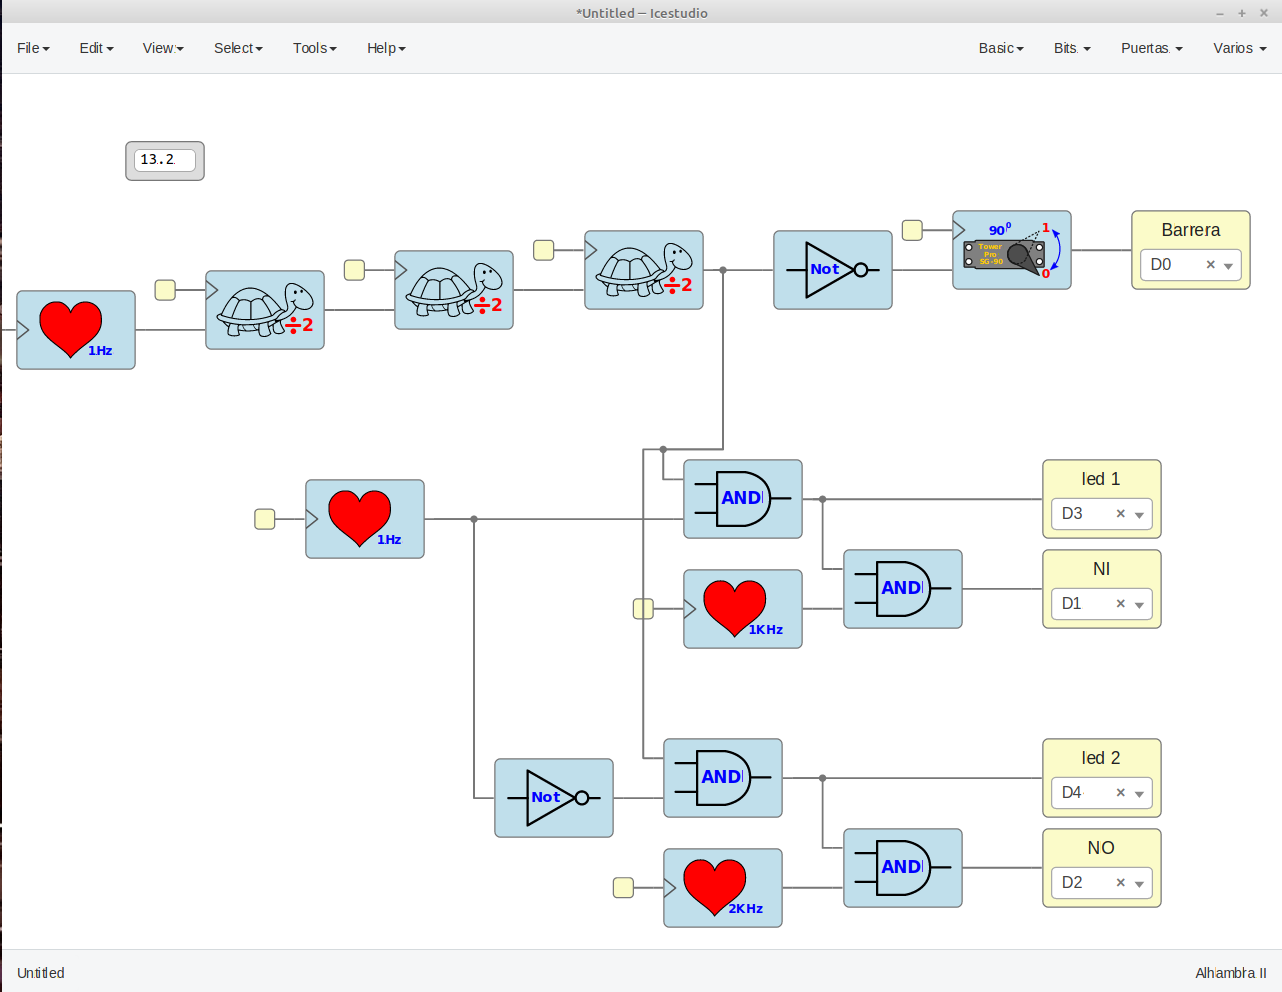 *Untitled – Icestudio
File Edit View Select Tools Help Basic Bits Puertas Varios
13.2
1Hz
÷2
÷2
÷2
Not
90⁰ 1
Tower
Pro
SG-90
0
Barrera
D0 ×
1Hz
AND
led 1
D3 ×
1KHz
AND
NI
D1 ×
Not
AND
led 2
D4 ×
2KHz
AND
NO
D2 ×
Untitled Alhambra II